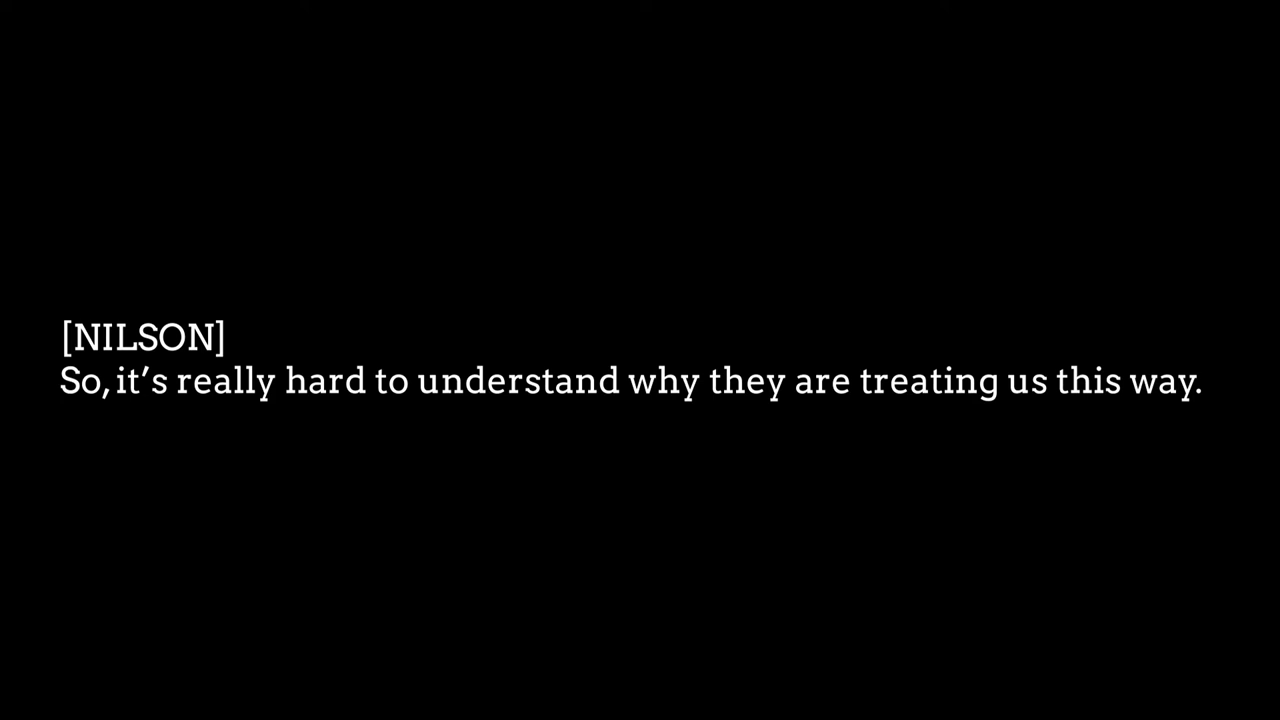 [NILSON]
So, it’s really hard to understand why they are treating us this way.